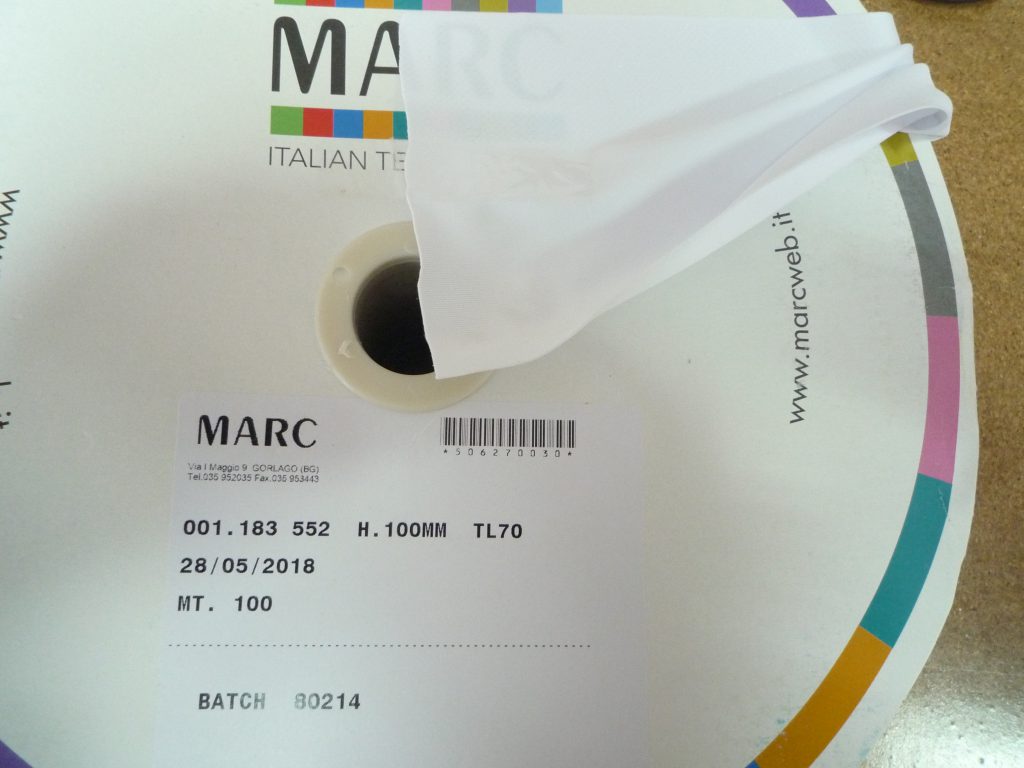 MARC
ITALIAN TE
www.marcweb.it
MARC
Via I Maggio 9 GORLAGO (BG)
Tel.035 952035 Fax.035 953443
*506270030*
001.183 552 H.100MM TL70
28/05/2018
MT. 100
BATCH 80214